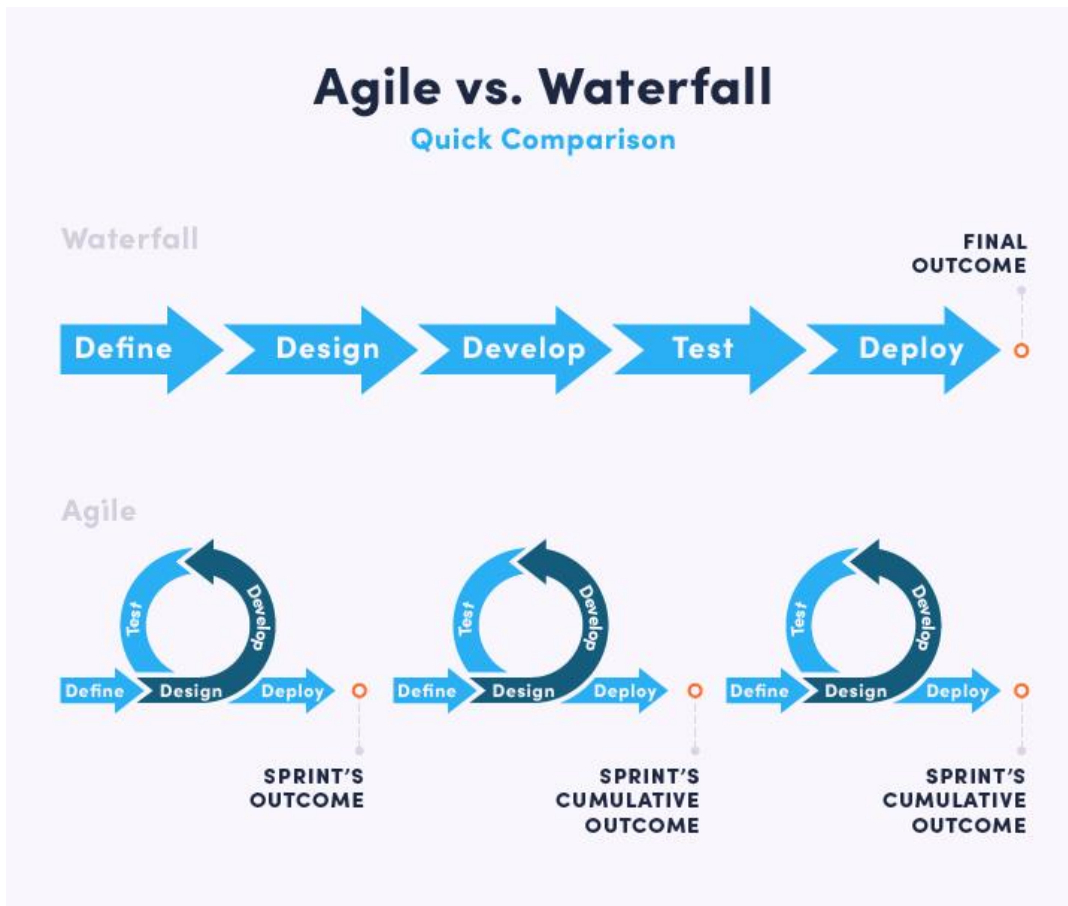 Agile vs. Waterfall
Quick Comparison
Waterfall
FINAL
OUTCOME
Define
Design
Develop
Test
Deploy
Agile
Test
Develop
Define
Design
Deploy
SPRINT'S
OUTCOME
Test
Develop
Define
Design
Deploy
SPRINT'S
CUMULATIVE
OUTCOME
Test
Develop
Define
Design
Deploy
SPRINT'S
CUMULATIVE
OUTCOME